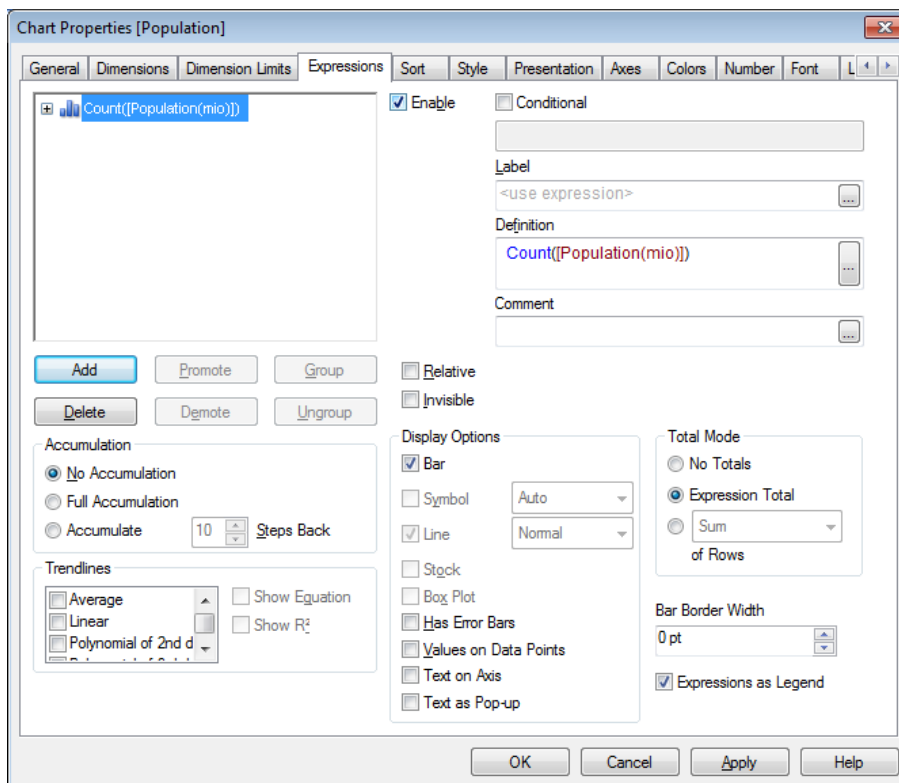 Chart Properties [Population]
General Dimensions Dimension Limits Expressions Sort Style Presentation Axes Colors Number Font L
Count([Population(mio)])
Enable
Conditional
Label
<use expression>
...
Definition
Count([Population(mio)])
...
Comment
...
Add Promote Group
Delete Demote Ungroup
Relative
Invisible
Accumulation
No Accumulation
Full Accumulation
Accumulate 10 Steps Back
Trendlines
Average
Linear
Polynomial of 2nd d
Show Equation
Show R²
Display Options
Bar
Symbol Auto
Line Normal
Stock
Box Plot
Has Error Bars
Values on Data Points
Text on Axis
Text as Pop-up
Total Mode
No Totals
Expression Total
Sum
of Rows
Bar Border Width
0 pt
Expressions as Legend
OK Cancel Apply Help